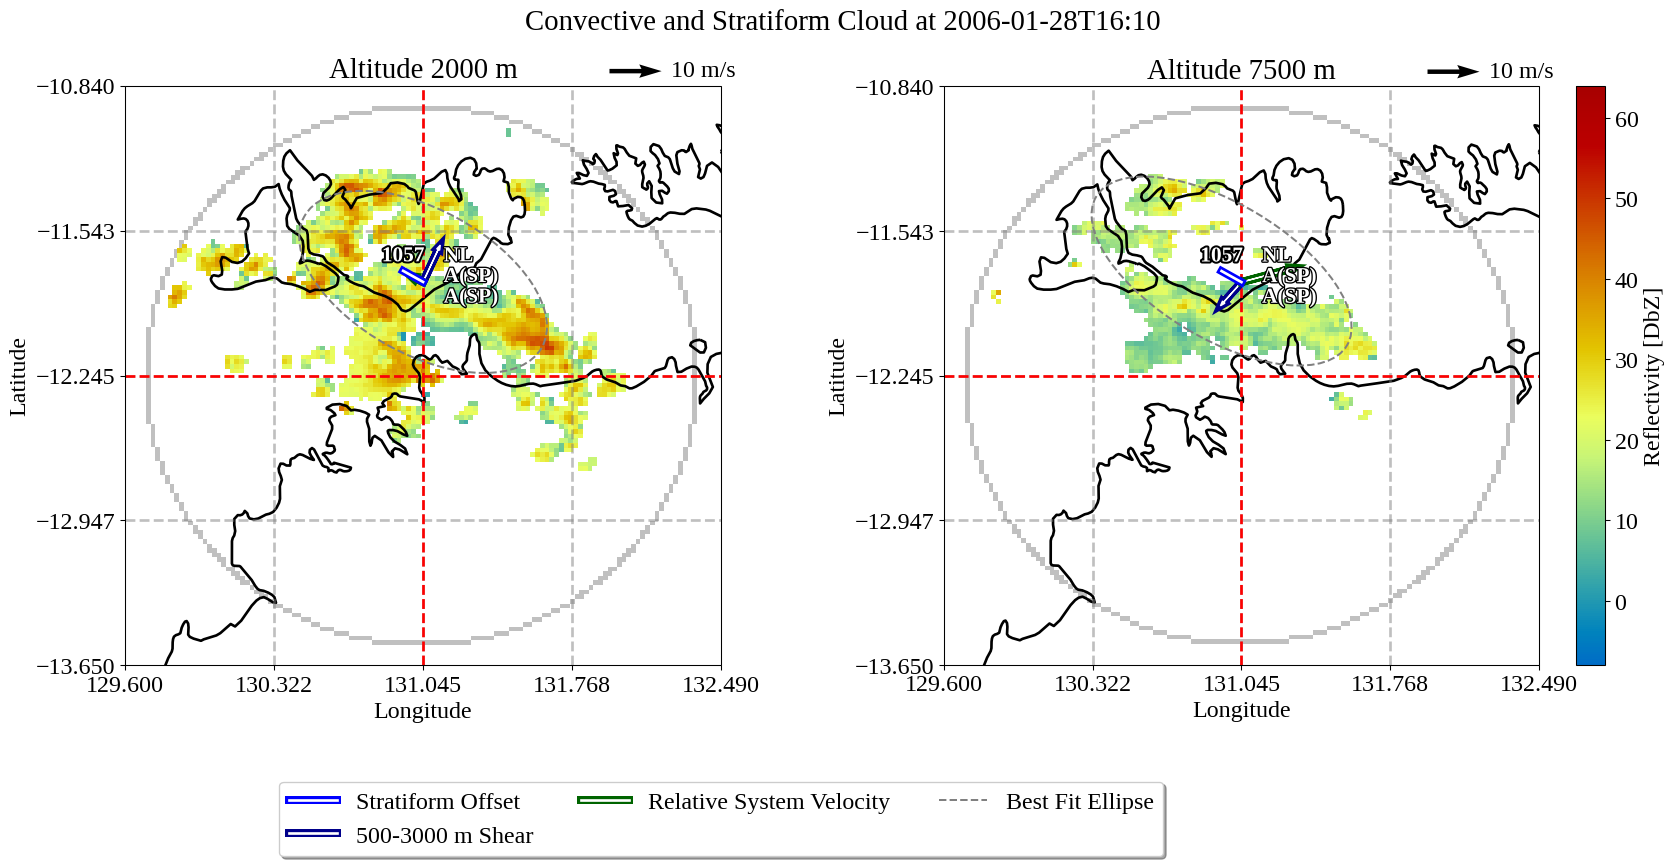 Convective and Stratiform Cloud at 2006-01-28T16:10
Altitude 2000 m
10 m/s
−10.840
−11.543
−12.245
−12.947
−13.650
129.600
130.322
131.045
131.768
132.490
Latitude
Longitude
1057
NL
A(SP)
A(SP)
Altitude 7500 m
10 m/s
−10.840
−11.543
−12.245
−12.947
−13.650
129.600
130.322
131.045
131.768
132.490
Latitude
Longitude
1057
NL
A(SP)
A(SP)
60
50
40
30
20
10
0
Reflectivity [DbZ]
Stratiform Offset
500-3000 m Shear
Relative System Velocity
Best Fit Ellipse